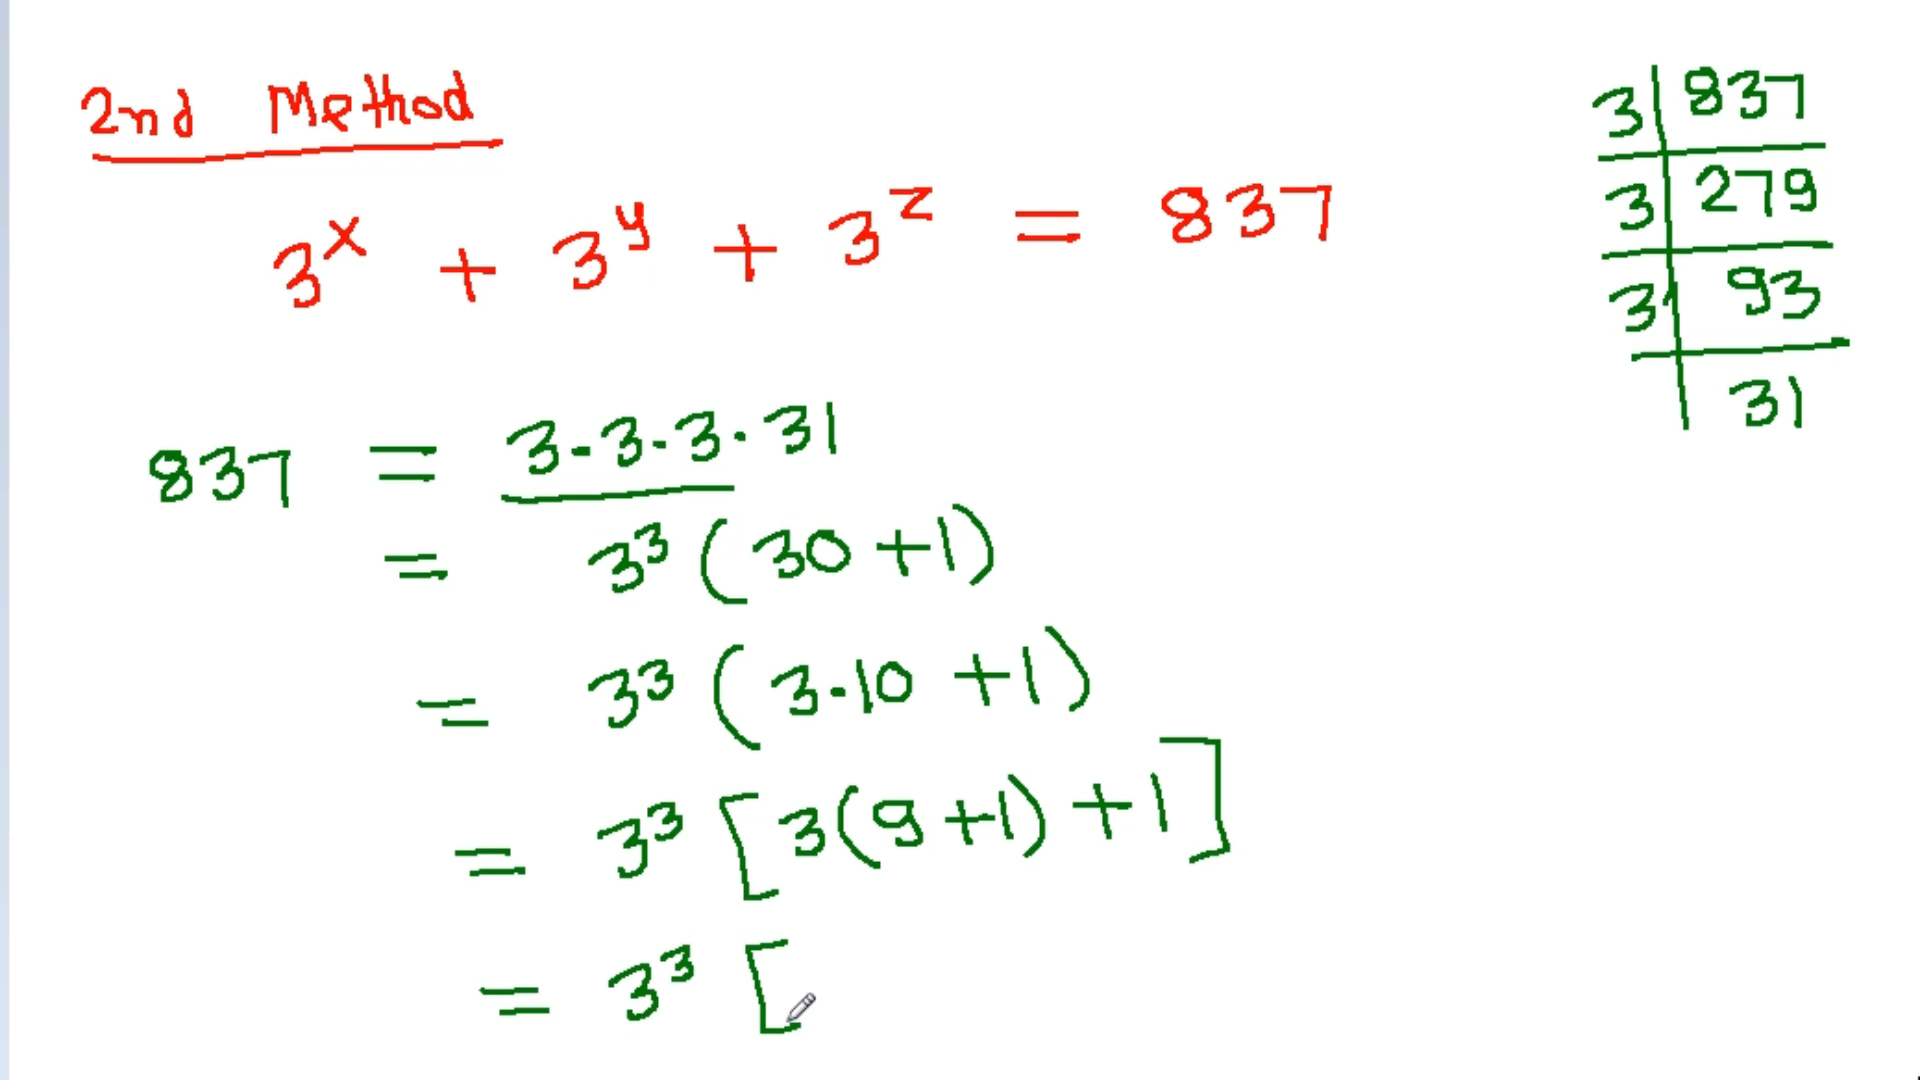 2nd Method
3^x + 3^y + 3^z = 837
3 | 837
3 | 279
3 | 93
31
837 = 3·3·3·31
= 3^3 (30+1)
= 3^3 (3·10+1)
= 3^3 [3(9+1)+1]
= 3^3 [